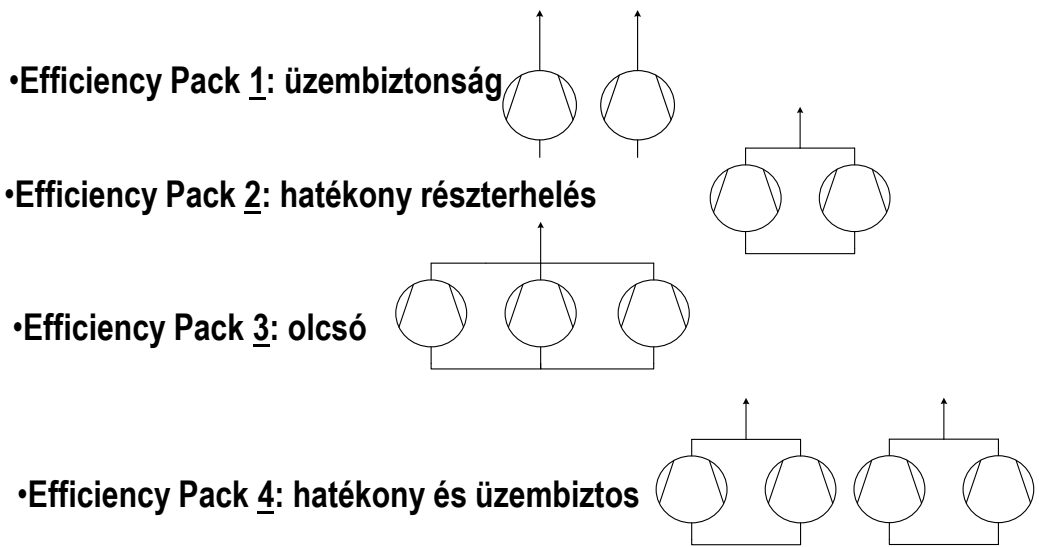 •Efficiency Pack 1: üzembiztonság
•Efficiency Pack 2: hatékony részterhelés
•Efficiency Pack 3: olcsó
•Efficiency Pack 4: hatékony és üzembiztos